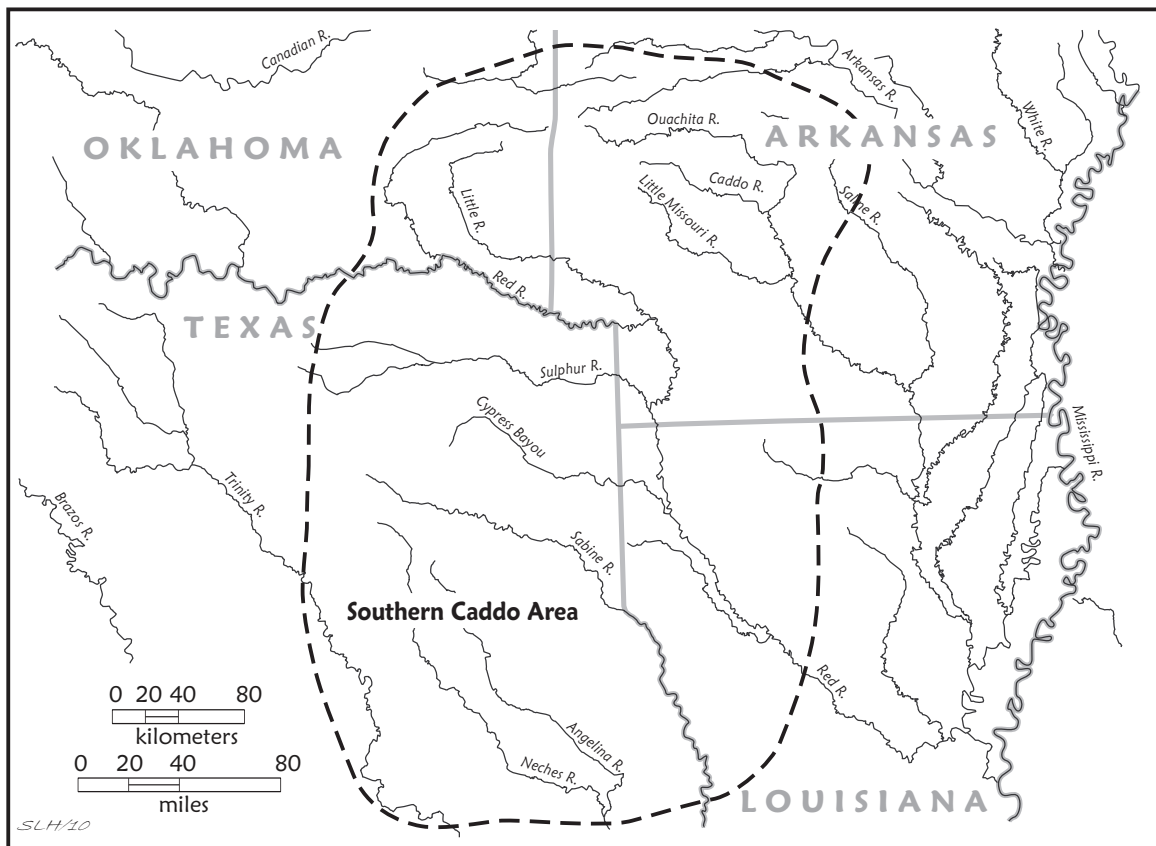 Canadian R.
Arkansas R.
White R.
Ouachita R.
OKLAHOMA
ARKANSAS
Caddo R.
Little R.
Little Missouri R.
Saline R.
Red R.
TEXAS
Sulphur R.
Cypress Bayou
Mississippi R.
Trinity R.
Brazos R.
Sabine R.
Southern Caddo Area
Red R.
0 20 40 80
kilometers
Angelina R.
Neches R.
0 20 40 80
miles
LOUISIANA
SLH/10